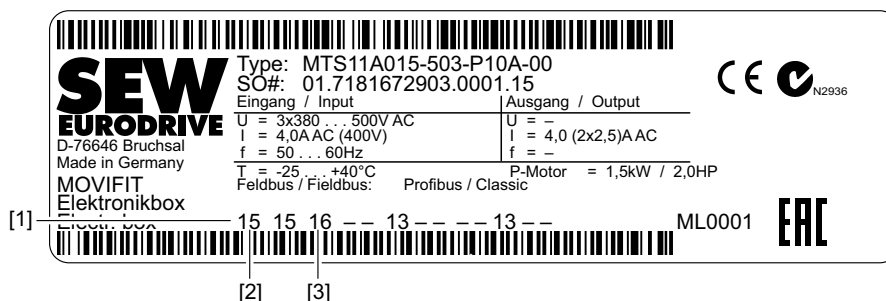 SEW
EURODRIVE
D-76646 Bruchsal
Made in Germany
MOVIFIT
Elektronikbox
Electr. box
Type: MTS11A015-503-P10A-00
SO#: 01.7181672903.0001.15
Eingang / Input
U = 3x380 . . . 500V AC
I = 4,0A AC (400V)
f = 50 . . . 60Hz
Ausgang / Output
U = –
I = 4,0 (2x2,5)A AC
f = –
T = -25 . . . +40°C
P-Motor = 1,5kW / 2,0HP
Feldbus / Fieldbus: Profibus / Classic
CE
N2936
[1]
15 15 16 – – 13 – – – – 13 – –
ML0001
EAC
[2] [3]